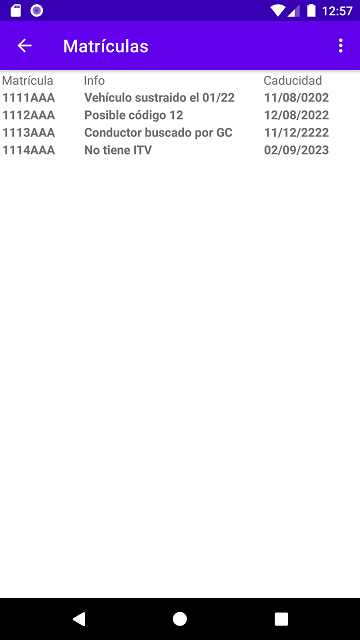 12:57
Matrículas
Matrícula Info Caducidad
1111AAA Vehículo sustraido el 01/22 11/08/0202
1112AAA Posible código 12 12/08/2022
1113AAA Conductor buscado por GC 11/12/2222
1114AAA No tiene ITV 02/09/2023